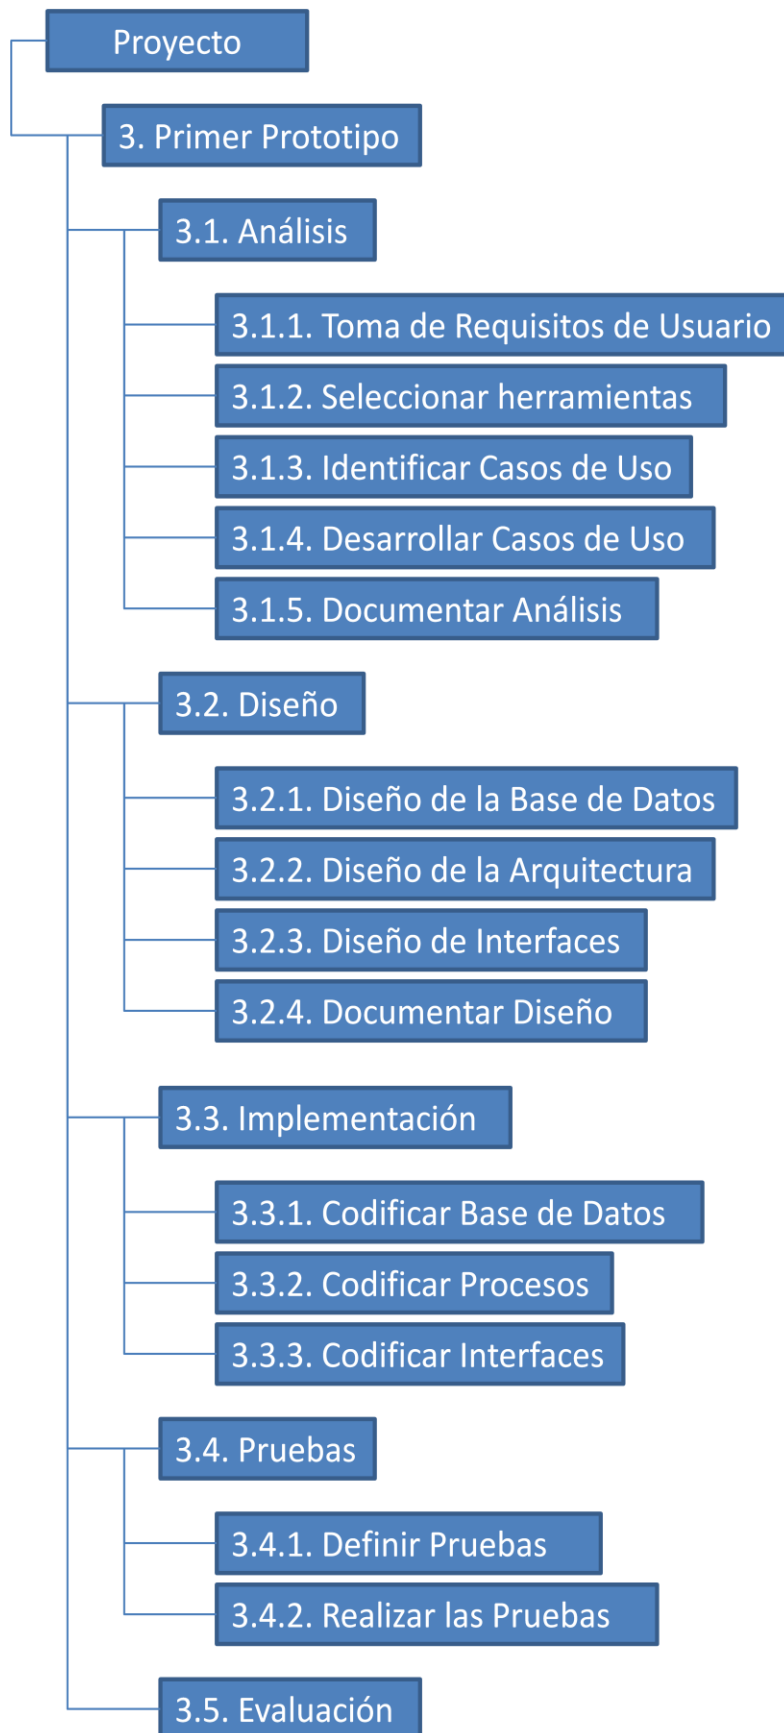 Proyecto
3. Primer Prototipo
3.1. Análisis
3.1.1. Toma de Requisitos de Usuario
3.1.2. Seleccionar herramientas
3.1.3. Identificar Casos de Uso
3.1.4. Desarrollar Casos de Uso
3.1.5. Documentar Análisis
3.2. Diseño
3.2.1. Diseño de la Base de Datos
3.2.2. Diseño de la Arquitectura
3.2.3. Diseño de Interfaces
3.2.4. Documentar Diseño
3.3. Implementación
3.3.1. Codificar Base de Datos
3.3.2. Codificar Procesos
3.3.3. Codificar Interfaces
3.4. Pruebas
3.4.1. Definir Pruebas
3.4.2. Realizar las Pruebas
3.5. Evaluación